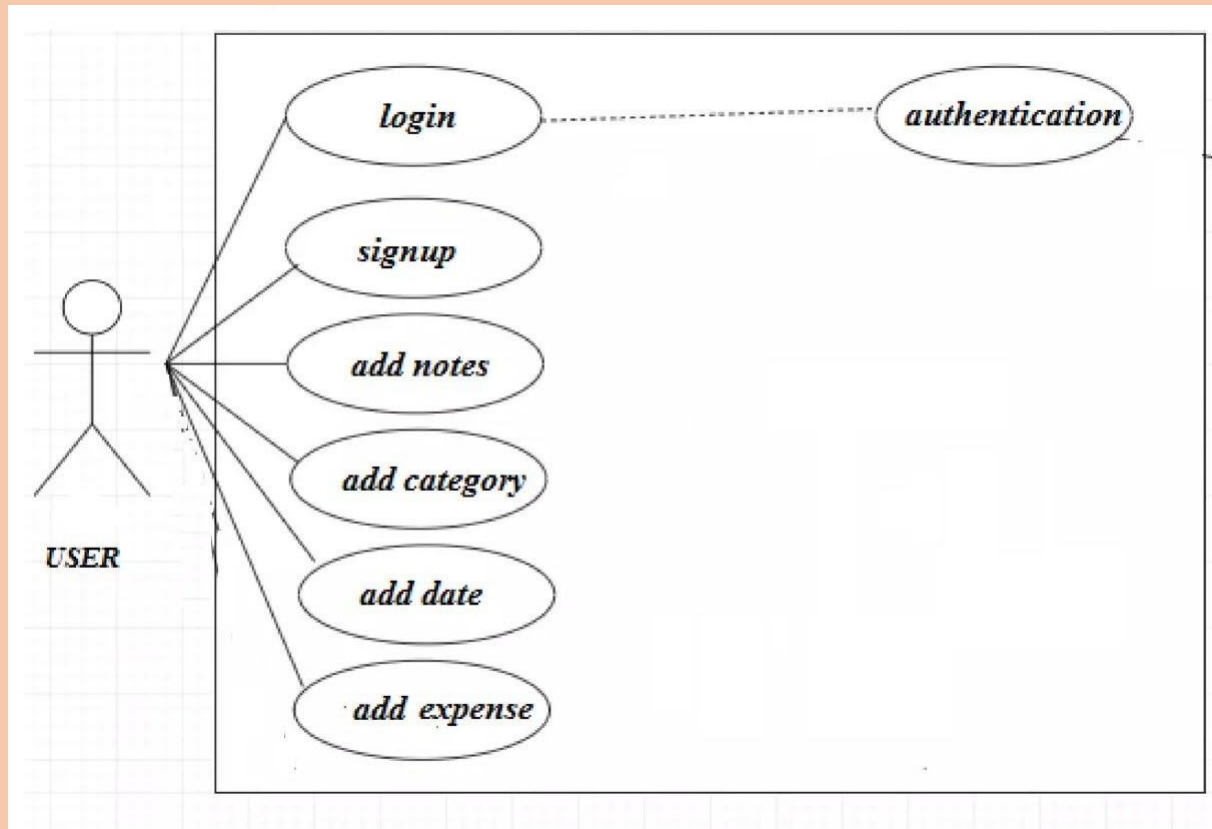 login
authentication
signup
add notes
add category
add date
add expense
USER